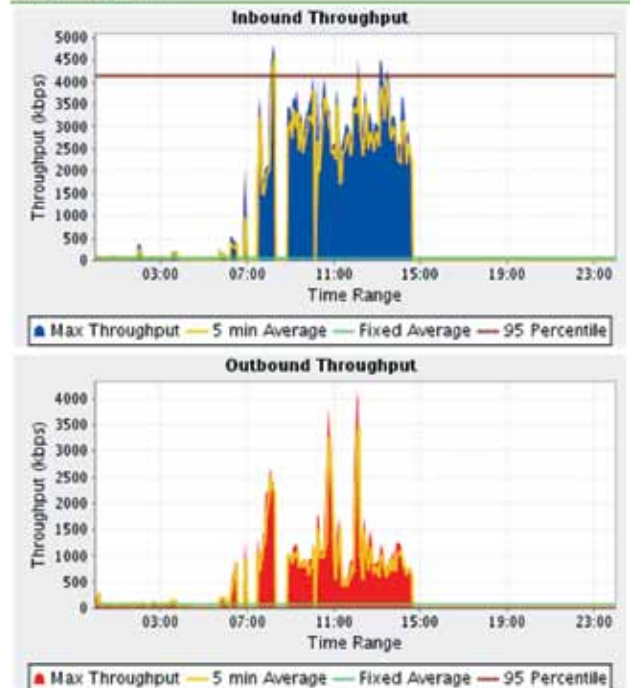 Inbound Throughput
5000
4500
4000
3500
3000
2500
2000
1500
1000
500
0
Throughput (kbps)
03:00 07:00 11:00 15:00 19:00 23:00
Time Range
Max Throughput 5 min Average Fixed Average 95 Percentile
Outbound Throughput
4000
3500
3000
2500
2000
1500
1000
500
0
Throughput (kbps)
03:00 07:00 11:00 15:00 19:00 23:00
Time Range
Max Throughput 5 min Average Fixed Average 95 Percentile